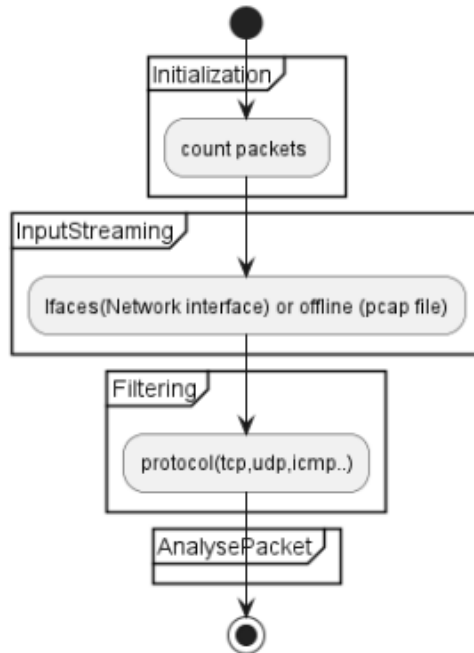 Initialization
count packets
InputStreaming
Ifaces(Network interface) or offline (pcap file)
Filtering
protocol(tcp,udp,icmp..)
AnalysePacket